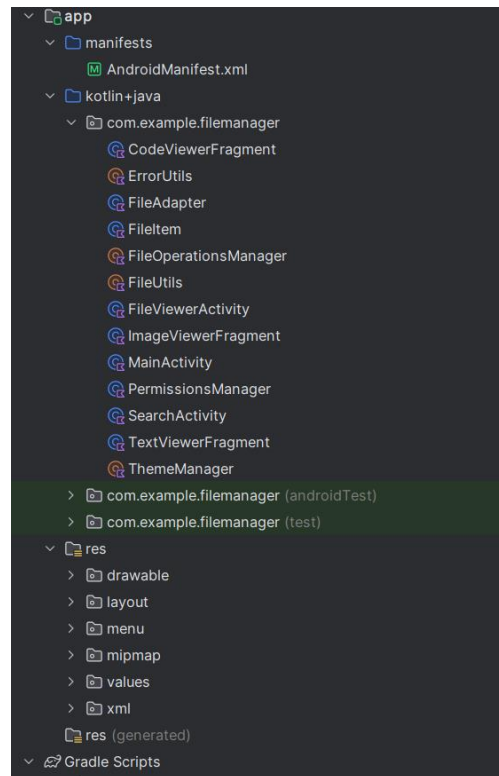 app
manifests
AndroidManifest.xml
kotlin+java
com.example.filemanager
CodeViewerFragment
ErrorUtils
FileAdapter
FileItem
FileOperationsManager
FileUtils
FileViewerActivity
ImageViewerFragment
MainActivity
PermissionsManager
SearchActivity
TextViewerFragment
ThemeManager
com.example.filemanager (androidTest)
com.example.filemanager (test)
res
drawable
layout
menu
mipmap
values
xml
res (generated)
Gradle Scripts